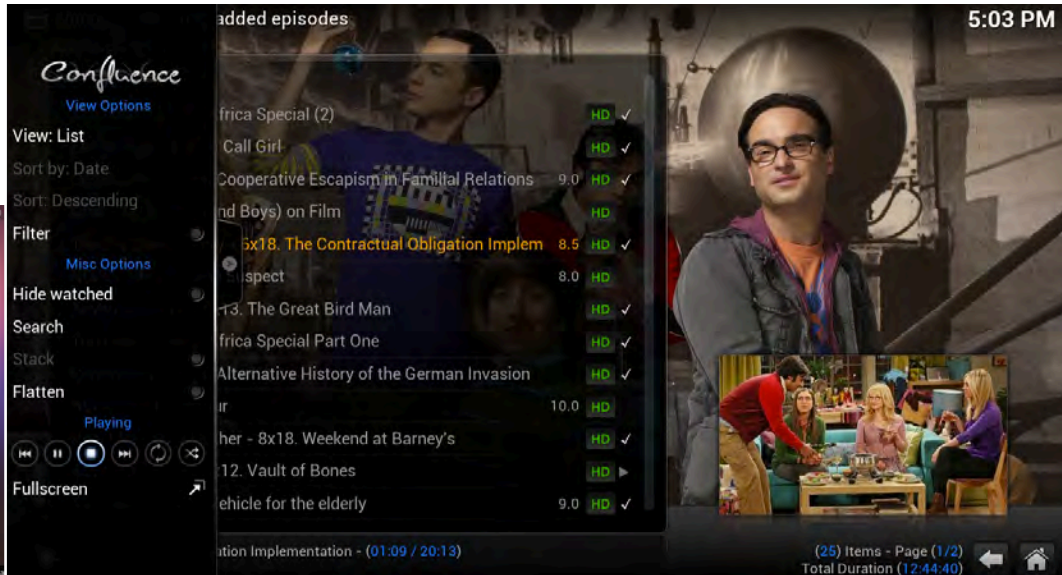 added episodes
5:03 PM
Confluence
View Options
View: List
Sort by: Date
Sort: Descending
Filter
Misc Options
Hide watched
Search
Stack
Flatten
Playing
Fullscreen
frica Special (2) HD
Call Girl HD
Cooperative Escapism in Familial Relations 9.0 HD
nd Boys) on Film HD
6x18. The Contractual Obligation Implem 8.5 HD
Suspect 8.0 HD
13. The Great Bird Man HD
frica Special Part One HD
Alternative History of the German Invasion HD
ur 10.0 HD
her - 8x18. Weekend at Barney's HD
12. Vault of Bones HD
ehicle for the elderly 9.0 HD
ation Implementation - (01:09 / 20:13)
(25) Items - Page (1/2)
Total Duration (12:44:40)